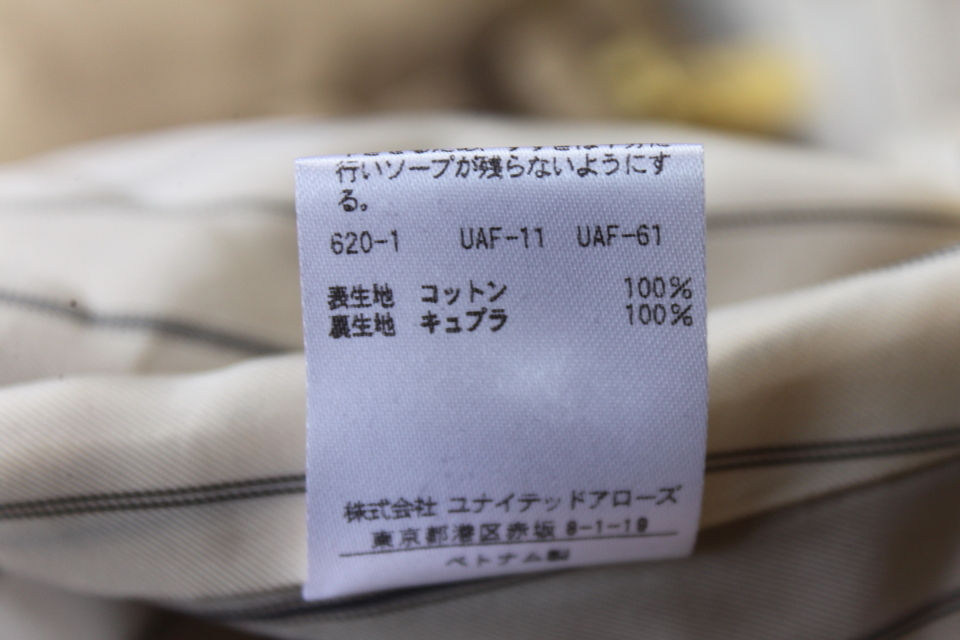 行いソープが残らないようにす
る。
620-1 UAF-11 UAF-61
表生地 コットン 100%
裏生地 キュプラ 100%
株式会社 ユナイテッドアローズ
東京都港区赤坂 8-1-19
ベトナム製